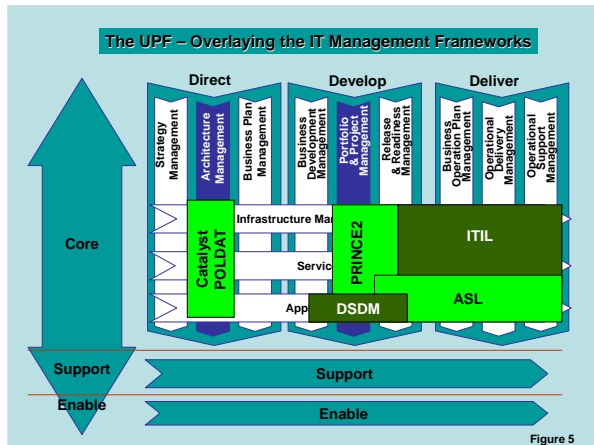 The UPF – Overlaying the IT Management Frameworks
Direct
Develop
Deliver
Strategy
Management
Architecture
Management
Business Plan
Management
Business
Development
Management
Portfolio
& Project
Management
Release
& Readiness
Management
Business
Operation Plan
Management
Operational
Delivery
Management
Operational
Support
Management
Core
Infrastructure Mar
Servic
App
Catalyst
POLDAT
PRINCE2
ITIL
ASL
DSDM
Support
Support
Enable
Enable
Figure 5